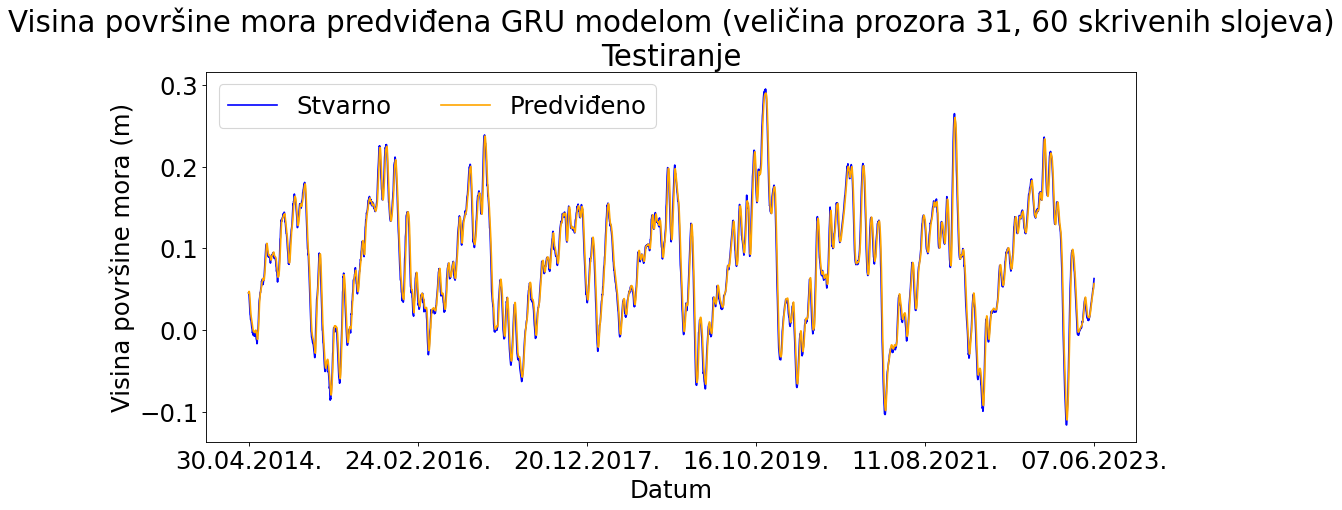 Visina površine mora predviđena GRU modelom (veličina prozora 31, 60 skrivenih slojeva)
Testiranje
Stvarno
Predviđeno
Visina površine mora (m)
0.3
0.2
0.1
0.0
−0.1
30.04.2014.
24.02.2016.
20.12.2017.
16.10.2019.
11.08.2021.
07.06.2023.
Datum